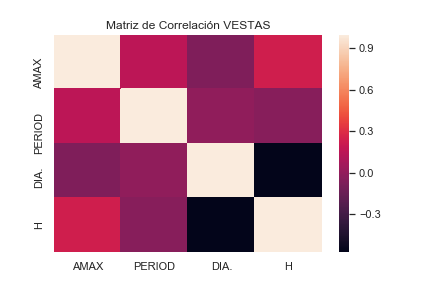 Matriz de Correlación VESTAS
AMAX
PERIOD
DIA.
H
AMAX PERIOD DIA. H
0.9
0.6
0.3
0.0
−0.3